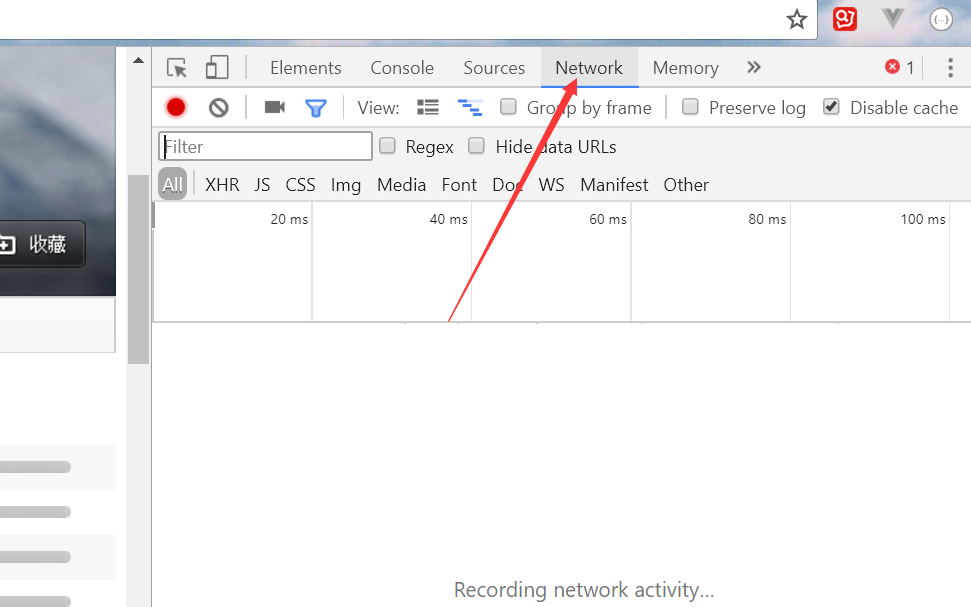 Elements Console Sources Network Memory » 1
View: Group by frame Preserve log Disable cache
Filter Regex Hide data URLs
All XHR JS CSS Img Media Font Doc WS Manifest Other
20 ms 40 ms 60 ms 80 ms 100 ms
收藏
Recording network activity...